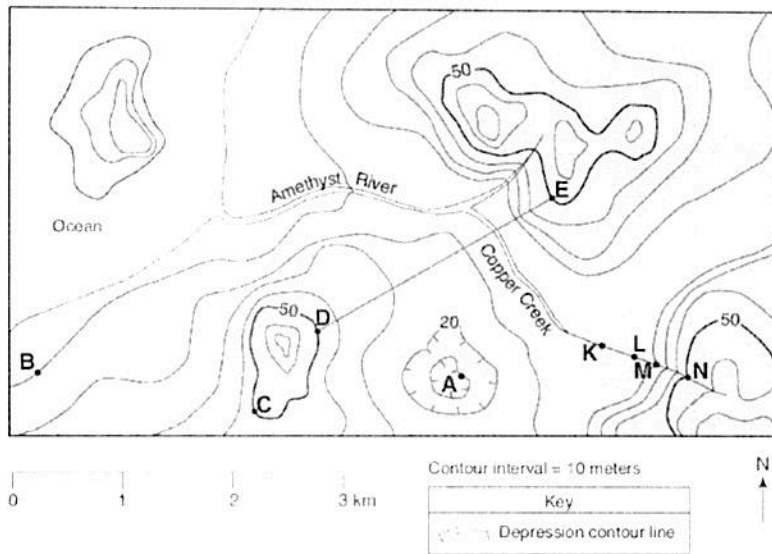 50
E
Amethyst River
Ocean
Copper Creek
50
D
20
50
B
K
L
M
N
A
C
Contour interval = 10 meters
N
0 1 2 3 km
Key
Depression contour line